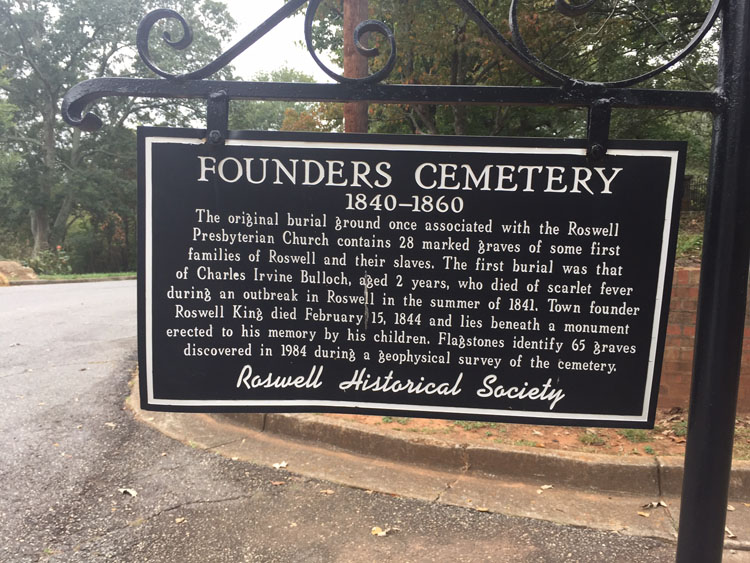 FOUNDERS CEMETERY
1840–1860
The original burial ground once associated with the Roswell
Presbyterian Church contains 28 marked graves of some first
families of Roswell and their slaves. The first burial was that
of Charles Irvine Bulloch, aged 2 years, who died of scarlet fever
during an outbreak in Roswell in the summer of 1841. Town founder
Roswell King died February 15, 1844 and lies beneath a monument
erected to his memory by his children. Flagstones identify 65 graves
discovered in 1984 during a geophysical survey of the cemetery.
Roswell Historical Society